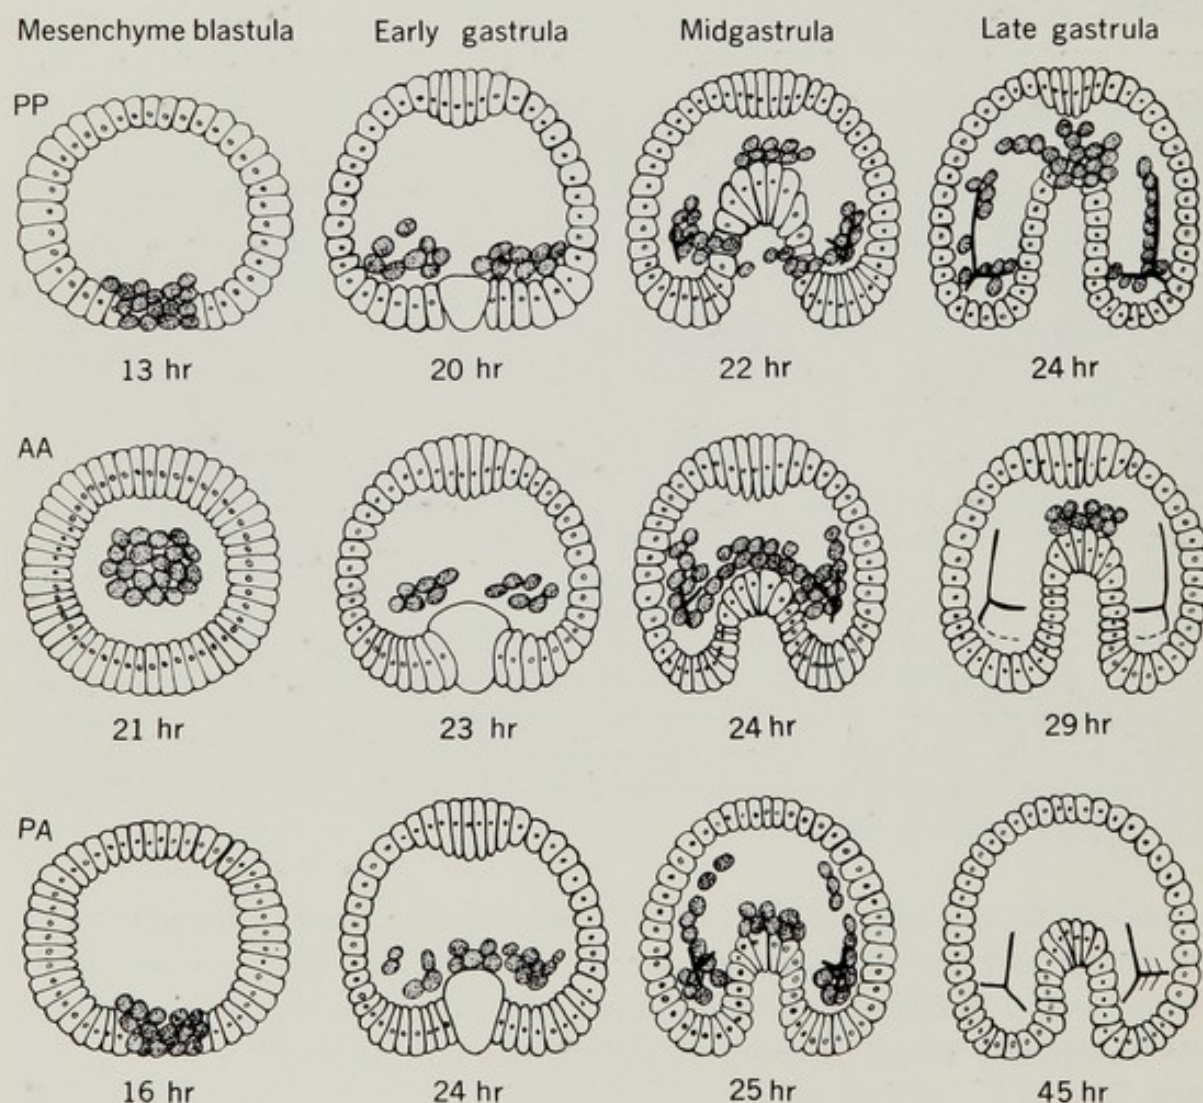 Mesenchyme blastula Early gastrula Midgastrula Late gastrula
PP
13 hr 20 hr 22 hr 24 hr
AA
21 hr 23 hr 24 hr 29 hr
PA
16 hr 24 hr 25 hr 45 hr